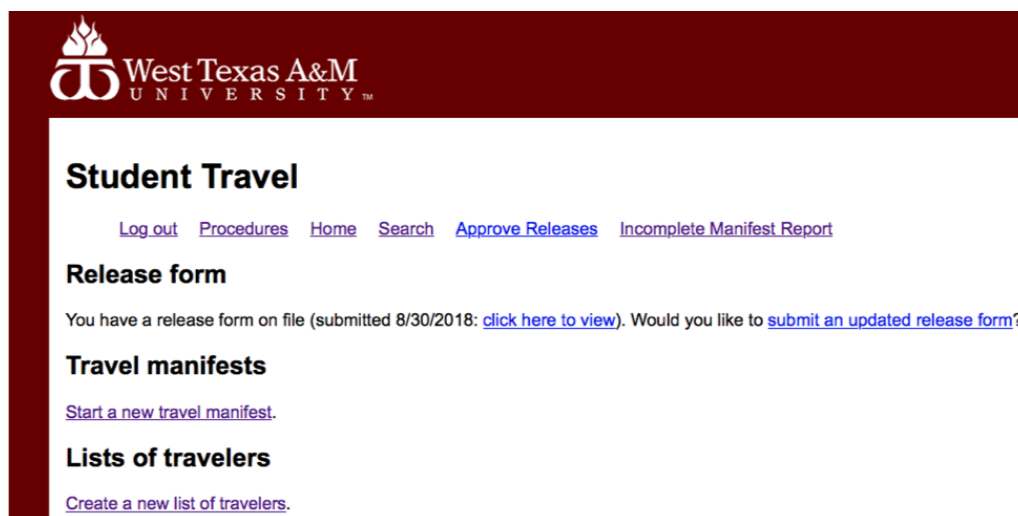 West Texas A&M
UNIVERSITY™
Student Travel
Log out Procedures Home Search Approve Releases Incomplete Manifest Report
Release form
You have a release form on file (submitted 8/30/2018: click here to view). Would you like to submit an updated release form?
Travel manifests
Start a new travel manifest.
Lists of travelers
Create a new list of travelers.